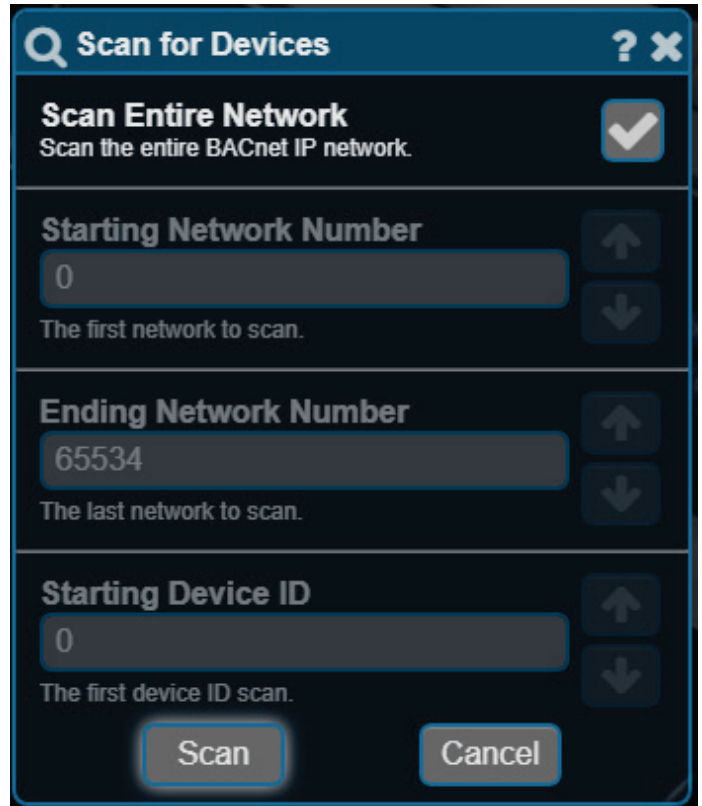 Scan for Devices ?
Scan Entire Network
Scan the entire BACnet IP network.
Starting Network Number
0
The first network to scan.
Ending Network Number
65534
The last network to scan.
Starting Device ID
0
The first device ID scan.
Scan Cancel